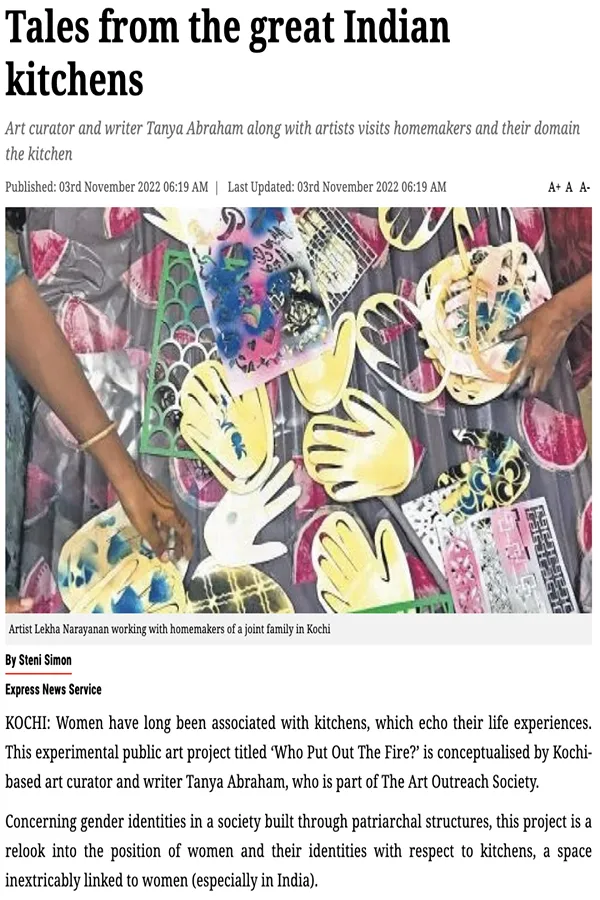 Tales from the great Indian
kitchens
Art curator and writer Tanya Abraham along with artists visits homemakers and their domain
the kitchen
Published: 03rd November 2022 06:19 AM | Last Updated: 03rd November 2022 06:19 AM A+ A A-
Artist Lekha Narayanan working with homemakers of a joint family in Kochi
By Steni Simon
Express News Service
KOCHI: Women have long been associated with kitchens, which echo their life experiences.
This experimental public art project titled ‘Who Put Out The Fire?’ is conceptualised by Kochi-
based art curator and writer Tanya Abraham, who is part of The Art Outreach Society.
Concerning gender identities in a society built through patriarchal structures, this project is a
relook into the position of women and their identities with respect to kitchens, a space
inextricably linked to women (especially in India).